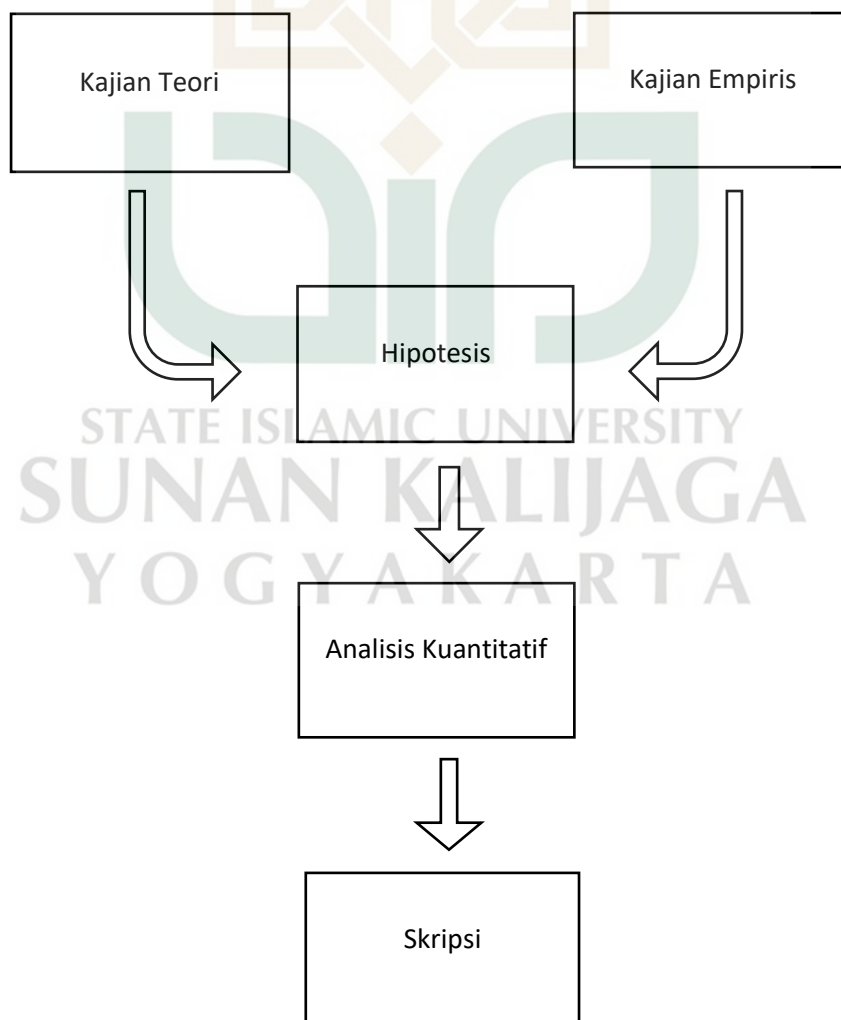 Kajian Teori
Kajian Empiris
Hipotesis
STATE ISLAMIC UNIVERSITY
SUNAN KALIJAGA
YOGYAKARTA
Analisis Kuantitatif
Skripsi